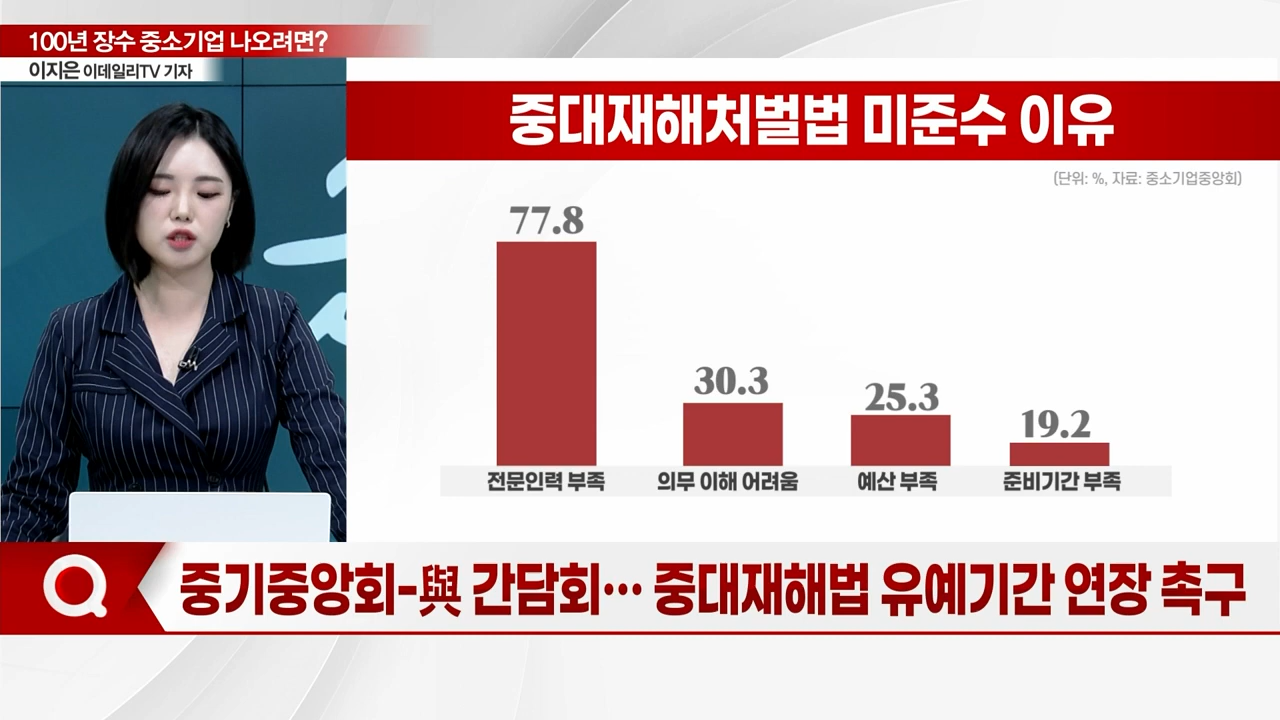 100년 장수 중소기업 나오려면?
이지은 이데일리TV 기자
중대재해처벌법 미준수 이유
(단위: %, 자료: 중소기업중앙회)
77.8
30.3
25.3
19.2
전문인력 부족
의무 이해 어려움
예산 부족
준비기간 부족
Q 중기중앙회-與 간담회… 중대재해법 유예기간 연장 촉구